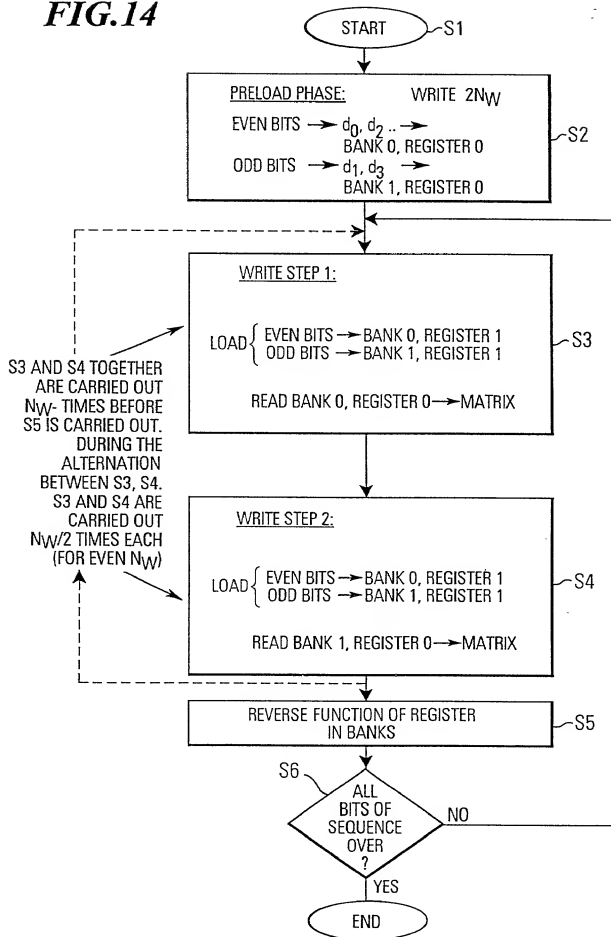 FIG.14
START
S1
PRELOAD PHASE: WRITE 2NW
EVEN BITS → d0, d2 .. →
BANK 0, REGISTER 0
ODD BITS → d1, d3 →
BANK 1, REGISTER 0
S2
WRITE STEP 1:
LOAD { EVEN BITS → BANK 0, REGISTER 1
ODD BITS → BANK 1, REGISTER 1
READ BANK 0, REGISTER 0 → MATRIX
S3
S3 AND S4 TOGETHER
ARE CARRIED OUT
NW- TIMES BEFORE
S5 IS CARRIED OUT.
DURING THE
ALTERNATION
BETWEEN S3, S4.
S3 AND S4 ARE
CARRIED OUT
NW/2 TIMES EACH
(FOR EVEN NW)
WRITE STEP 2:
LOAD { EVEN BITS → BANK 0, REGISTER 1
ODD BITS → BANK 1, REGISTER 1
READ BANK 1, REGISTER 0 → MATRIX
S4
REVERSE FUNCTION OF REGISTER
IN BANKS
S5
S6
ALL
BITS OF
SEQUENCE
OVER
?
NO
YES
END